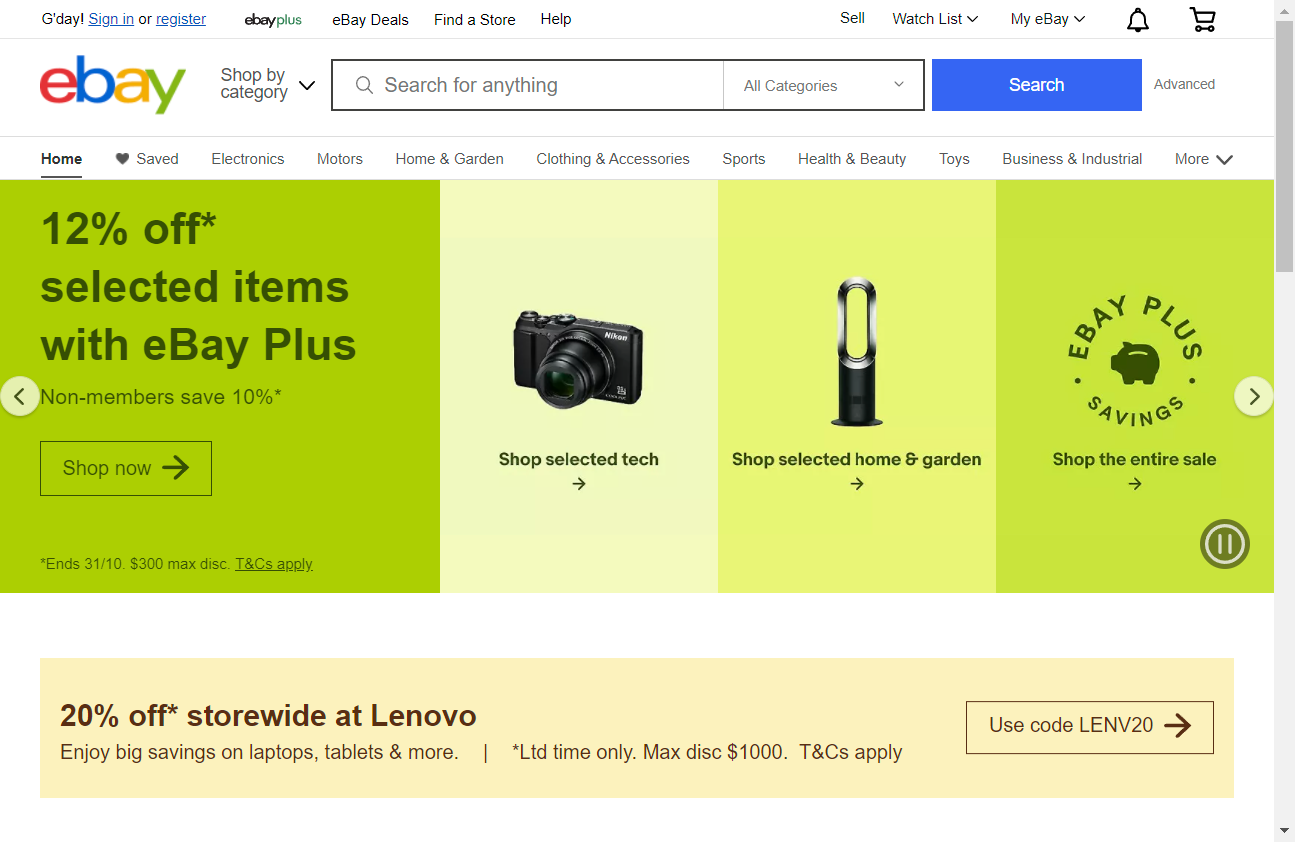 G'day! Sign in or register
ebayplus
eBay Deals
Find a Store
Help
Sell
Watch List
My eBay
ebay
Shop by
category
Search for anything
All Categories
Search
Advanced
Home
Saved
Electronics
Motors
Home & Garden
Clothing & Accessories
Sports
Health & Beauty
Toys
Business & Industrial
More
12% off*
selected items
with eBay Plus
Non-members save 10%*
Shop now
*Ends 31/10. $300 max disc. T&Cs apply
Nikon
Shop selected tech
Shop selected home & garden
EBAY PLUS
SAVINGS
Shop the entire sale
20% off* storewide at Lenovo
Enjoy big savings on laptops, tablets & more. | *Ltd time only. Max disc $1000. T&Cs apply
Use code LENV20